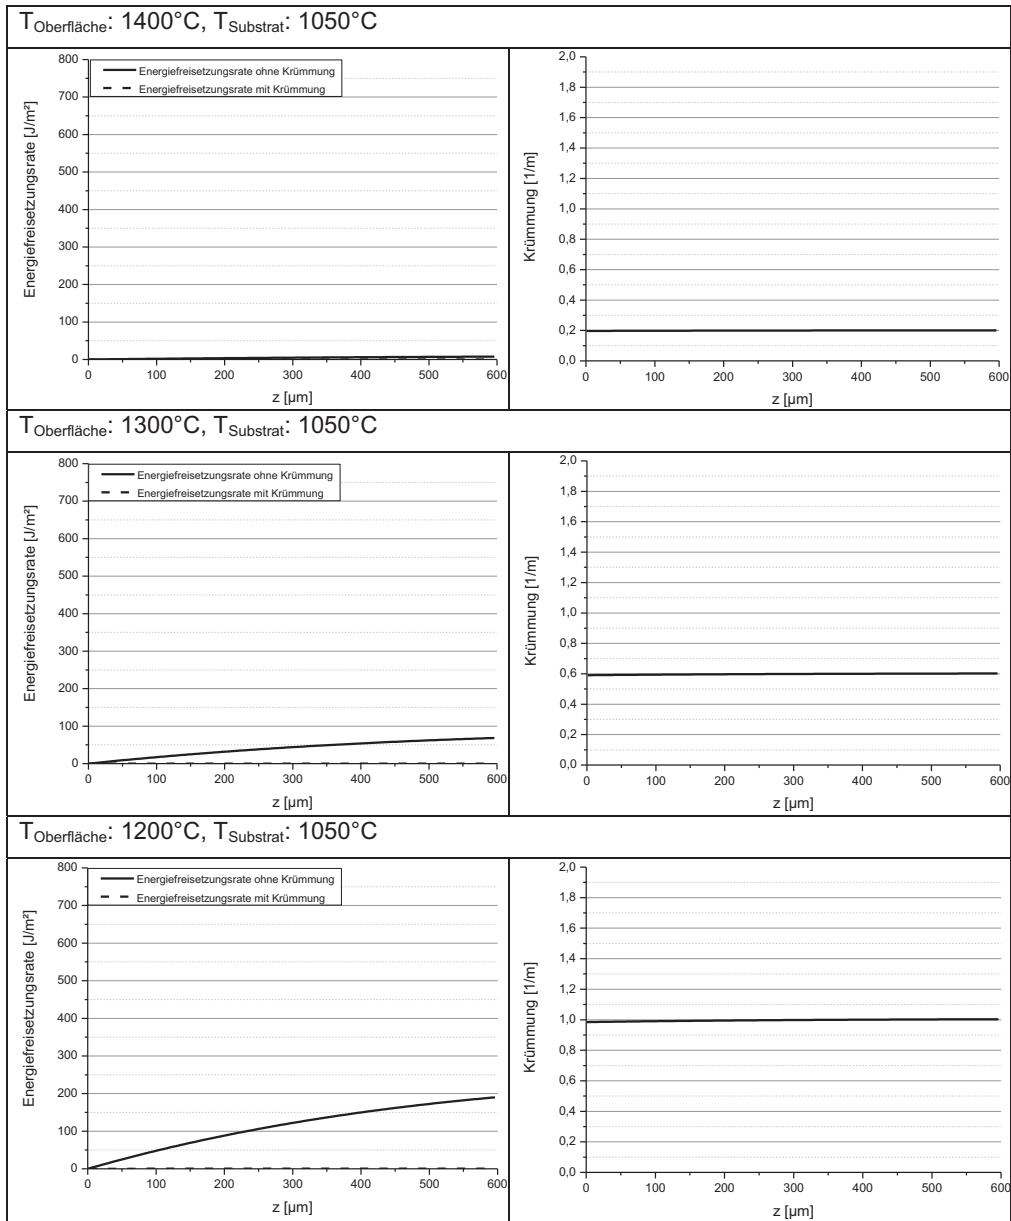 T Oberfläche: 1400°C, T Substrat: 1050°C
Energiefreisetzungsrate [J/m²]
800
700
600
500
400
300
200
100
0
Energiefreisetzungsrate ohne Krümmung
Energiefreisetzungsrate mit Krümmung
0 100 200 300 400 500 600
z [µm]
Krümmung [1/m]
2,0
1,8
1,6
1,4
1,2
1,0
0,8
0,6
0,4
0,2
0,0
0 100 200 300 400 500 600
z [µm]
T Oberfläche: 1300°C, T Substrat: 1050°C
Energiefreisetzungsrate [J/m²]
800
700
600
500
400
300
200
100
0
Energiefreisetzungsrate ohne Krümmung
Energiefreisetzungsrate mit Krümmung
0 100 200 300 400 500 600
z [µm]
Krümmung [1/m]
2,0
1,8
1,6
1,4
1,2
1,0
0,8
0,6
0,4
0,2
0,0
0 100 200 300 400 500 600
z [µm]
T Oberfläche: 1200°C, T Substrat: 1050°C
Energiefreisetzungsrate [J/m²]
800
700
600
500
400
300
200
100
0
Energiefreisetzungsrate ohne Krümmung
Energiefreisetzungsrate mit Krümmung
0 100 200 300 400 500 600
z [µm]
Krümmung [1/m]
2,0
1,8
1,6
1,4
1,2
1,0
0,8
0,6
0,4
0,2
0,0
0 100 200 300 400 500 600
z [µm]